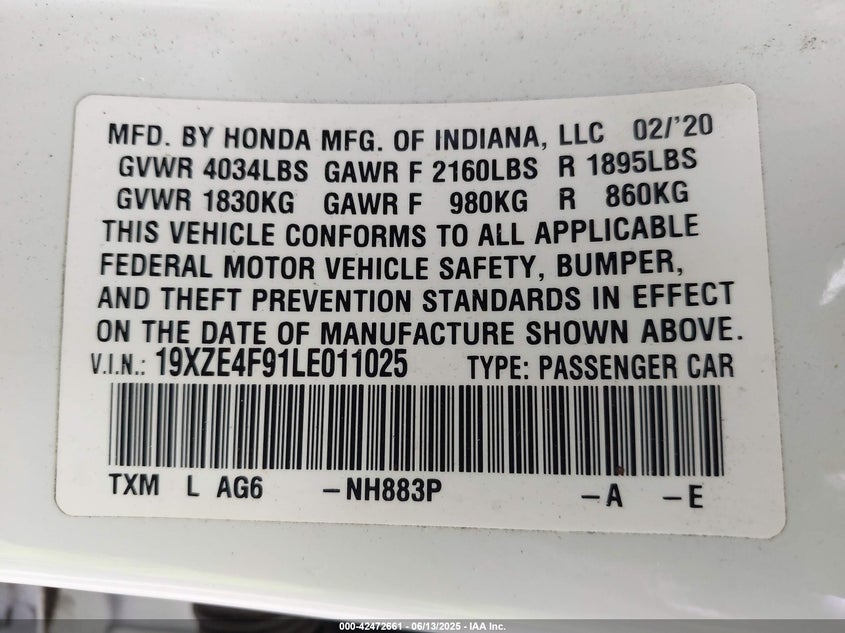 MFD. BY HONDA MFG. OF INDIANA, LLC 02/'20
GVWR 4034LBS GAWR F 2160LBS R 1895LBS
GVWR 1830KG GAWR F 980KG R 860KG
THIS VEHICLE CONFORMS TO ALL APPLICABLE
FEDERAL MOTOR VEHICLE SAFETY, BUMPER,
AND THEFT PREVENTION STANDARDS IN EFFECT
ON THE DATE OF MANUFACTURE SHOWN ABOVE.
V.I.N.: 19XZE4F91LE011025 TYPE: PASSENGER CAR
TXM L AG6 -NH883P -A -E
000-42472661 - 06/13/2025 - IAA Inc.